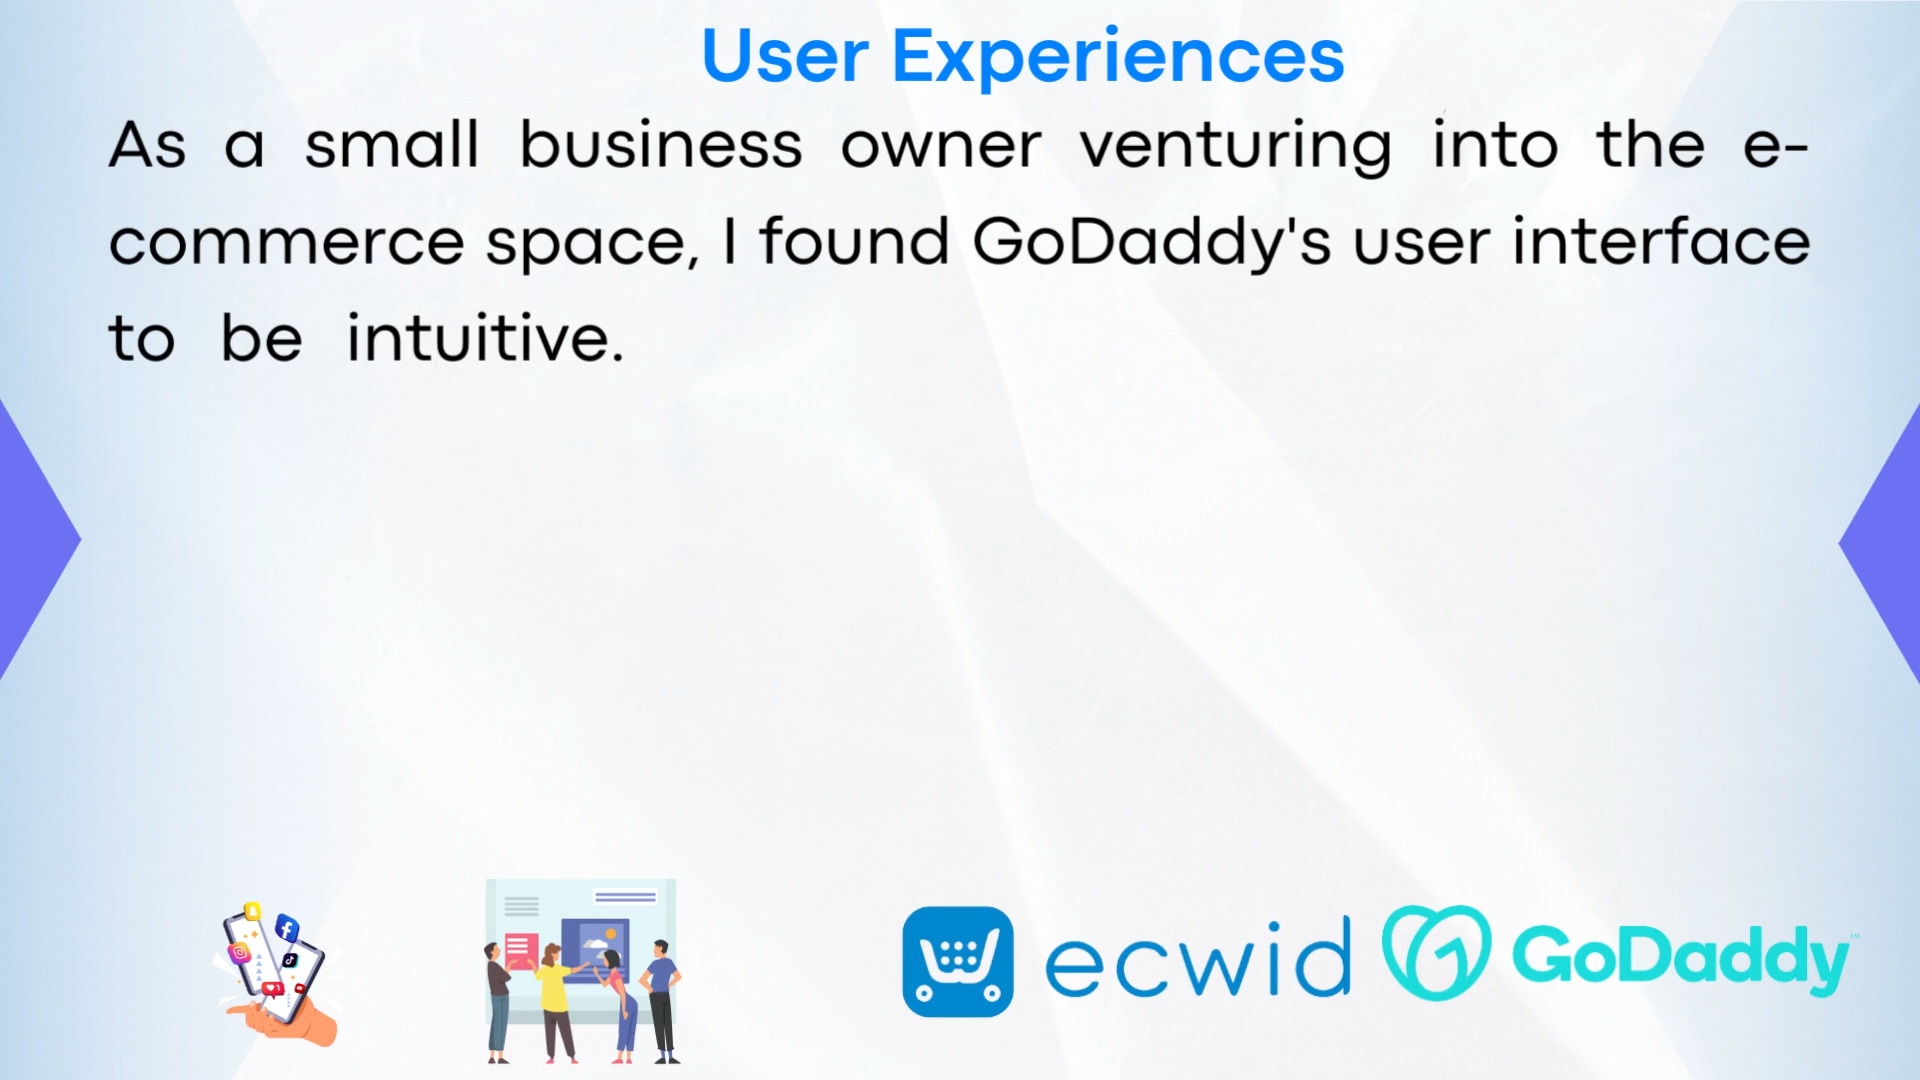 User Experiences
As a small business owner venturing into the e-
commerce space, I found GoDaddy's user interface
to be intuitive.
ecwid
GoDaddy™